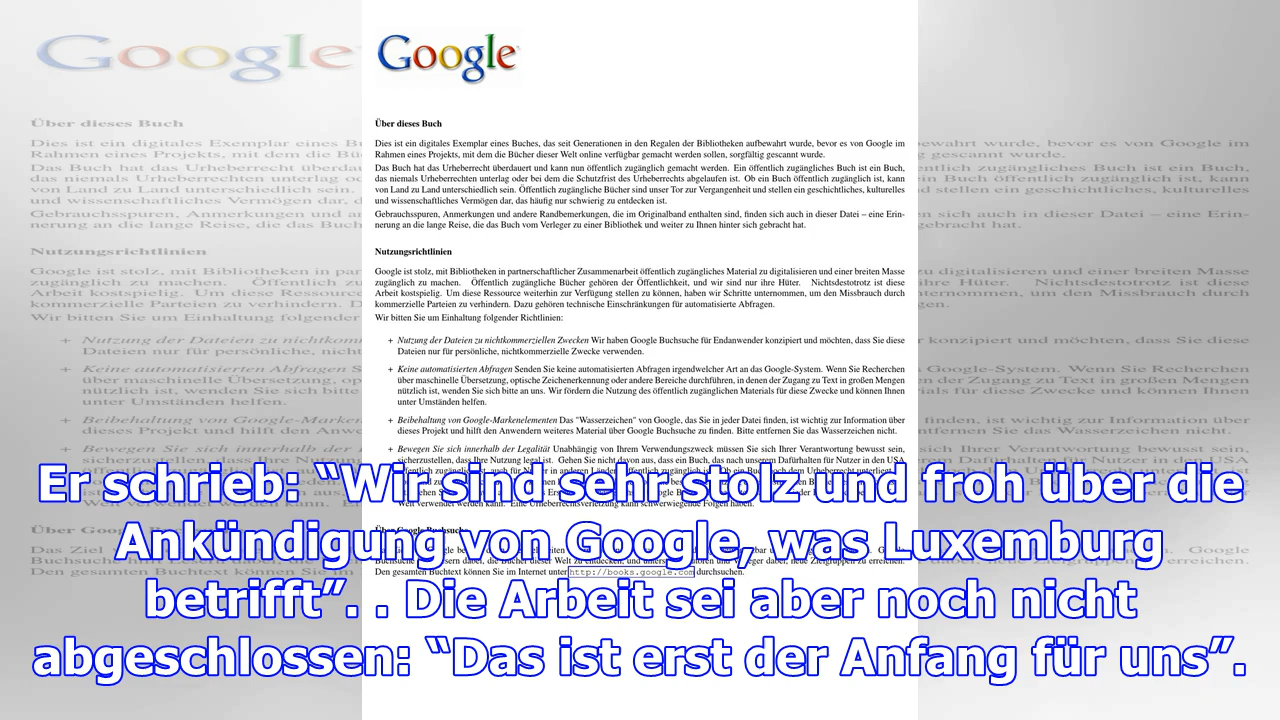 Google
Über dieses Buch
Dies ist ein digitales Exemplar eines Buches, das seit Generationen in den Regalen der Bibliotheken aufbewahrt wurde, bevor es von Google im
Rahmen eines Projekts, mit dem die Bücher dieser Welt online verfügbar gemacht werden sollen, sorgfältig gescannt wurde.
Das Buch hat das Urheberrecht überdauert und kann nun öffentlich zugänglich gemacht werden. Ein öffentlich zugängliches Buch ist ein Buch,
das niemals Urheberrechten unterlag oder bei dem die Schutzfrist des Urheberrechts abgelaufen ist. Ob ein Buch öffentlich zugänglich ist, kann
von Land zu Land unterschiedlich sein. Öffentlich zugängliche Bücher sind unser Tor zur Vergangenheit und stellen ein geschichtliches, kulturelles
und wissenschaftliches Vermögen dar, das häufig nur schwierig zu entdecken ist.
Gebrauchsspuren, Anmerkungen und andere Randbemerkungen, die im Originalband enthalten sind, finden sich auch in dieser Datei – eine Erin-
nerung an die lange Reise, die das Buch vom Verleger zu einer Bibliothek und weiter zu Ihnen hinter sich gebracht hat.
Nutzungsrichtlinien
Google ist stolz, mit Bibliotheken in partnerschaftlicher Zusammenarbeit öffentlich zugängliches Material zu digitalisieren und einer breiten Masse
zugänglich zu machen. Öffentlich zugängliche Bücher gehören der Öffentlichkeit, und wir sind nur ihre Hüter. Nichtsdestotrotz ist diese
Arbeit kostspielig. Um diese Ressource weiterhin zur Verfügung stellen zu können, haben wir Schritte unternommen, um den Missbrauch durch
kommerzielle Parteien zu verhindern. Dazu gehören technische Einschränkungen für automatisierte Abfragen.
Wir bitten Sie um Einhaltung folgender Richtlinien:
+ Nutzung der Dateien zu nichtkommerziellen Zwecken Wir haben Google Buchsuche für Endanwender konzipiert und möchten, dass Sie diese
Dateien nur für persönliche, nichtkommerzielle Zwecke verwenden.
+ Keine automatisierten Abfragen Senden Sie keine automatisierten Abfragen irgendwelcher Art an das Google-System. Wenn Sie Recherchen
über maschinelle Übersetzung, optische Zeichenerkennung oder andere Bereiche durchführen, in denen der Zugang zu Text in großen Mengen
nützlich ist, wenden Sie sich bitte an uns. Wir fördern die Nutzung des öffentlich zugänglichen Materials für diese Zwecke und können Ihnen
unter Umständen helfen.
+ Beibehaltung von Google-Markenelementen Das "Wasserzeichen" von Google, das Sie in jeder Datei finden, ist wichtig zur Information über
dieses Projekt und hilft den Anwendern weiteres Material über Google Buchsuche zu finden. Bitte entfernen Sie das Wasserzeichen nicht.
+ Bewegen Sie sich innerhalb der Legalität Unabhängig von Ihrem Verwendungszweck müssen Sie sich Ihrer Verantwortung bewusst sein,
Er schrieb: “Wir sind sehr stolz und froh über die
Ankündigung von Google, was Luxemburg
betrifft”. . Die Arbeit sei aber noch nicht
abgeschlossen: “Das ist erst der Anfang für uns”.
Den gesamten Buchtext können Sie im Internet unter http://books.google.com durchsuchen.